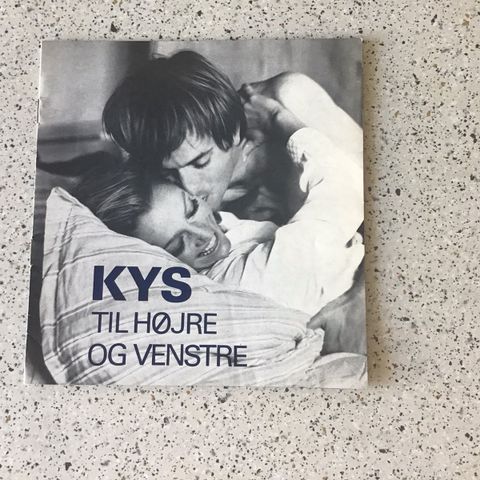 KYS
TIL HØJRE
OG VENSTRE